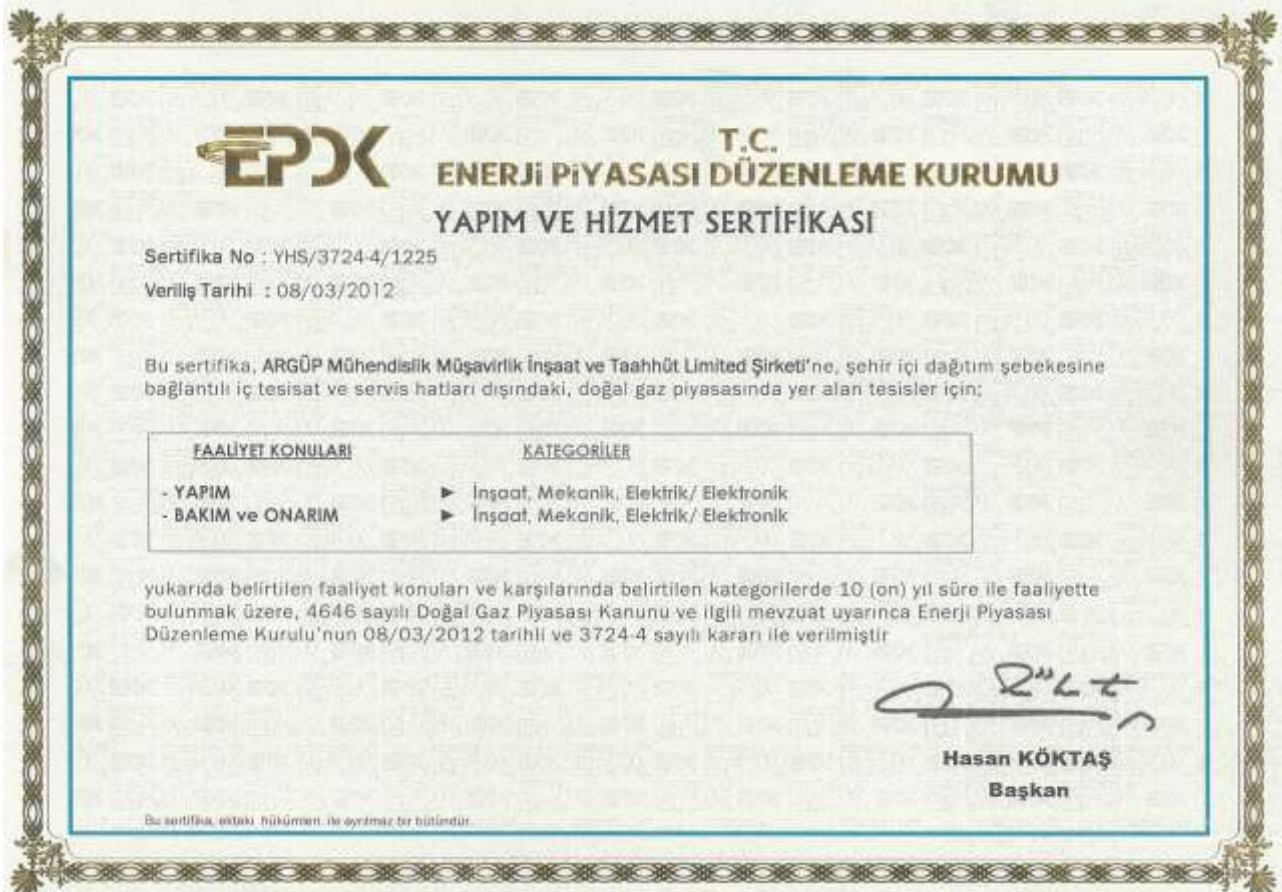 EPDK
T.C.
ENERJİ PİYASASI DÜZENLEME KURUMU
YAPIM VE HİZMET SERTİFİKASI
Sertifika No : YHS/3724-4/1225
Veriliş Tarihi : 08/03/2012
Bu sertifika, ARGÜP Mühendislik Müşavirlik İnşaat ve Taahhüt Limited Şirketi'ne, şehir içi dağıtım şebekesine
bağlantılı iç tesisat ve servis hatları dışındaki, doğal gaz piyasasında yer alan tesisler için;
FAALİYET KONULARI KATEGORİLER
- YAPIM ► İnşaat, Mekanik, Elektrik/ Elektronik
- BAKIM ve ONARIM ► İnşaat, Mekanik, Elektrik/ Elektronik
yukarıda belirtilen faaliyet konuları ve karşılarında belirtilen kategorilerde 10 (on) yıl süre ile faaliyette
bulunmak üzere, 4646 sayılı Doğal Gaz Piyasası Kanunu ve ilgili mevzuat uyarınca Enerji Piyasası
Düzenleme Kurulu'nun 08/03/2012 tarihli ve 3724-4 sayılı kararı ile verilmiştir
Hasan KÖKTAŞ
Başkan
Bu sertifika, ekteki hükümleri ile ayrılmaz bir bütündür.